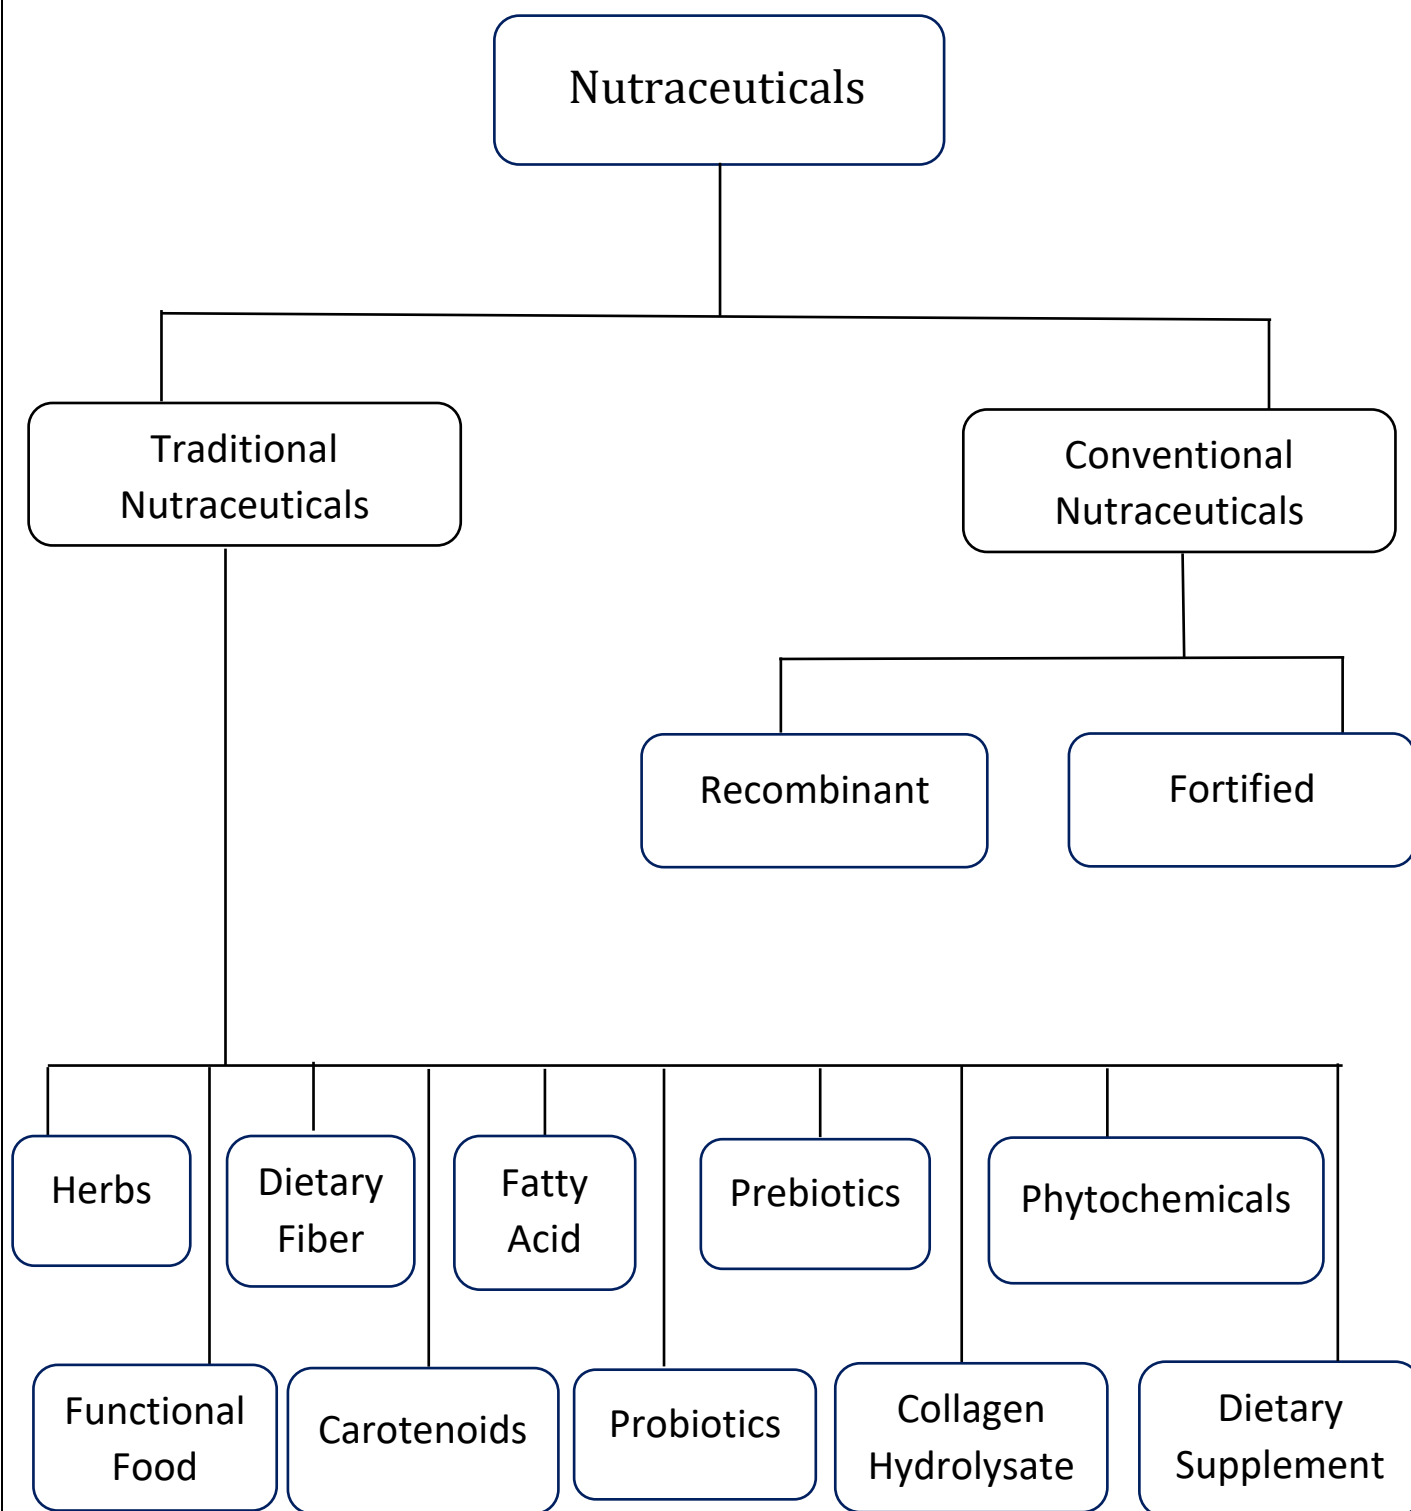 Nutraceuticals
Traditional
Nutraceuticals
Conventional
Nutraceuticals
Recombinant
Fortified
Herbs
Dietary
Fiber
Fatty
Acid
Prebiotics
Phytochemicals
Functional
Food
Carotenoids
Probiotics
Collagen
Hydrolysate
Dietary
Supplement